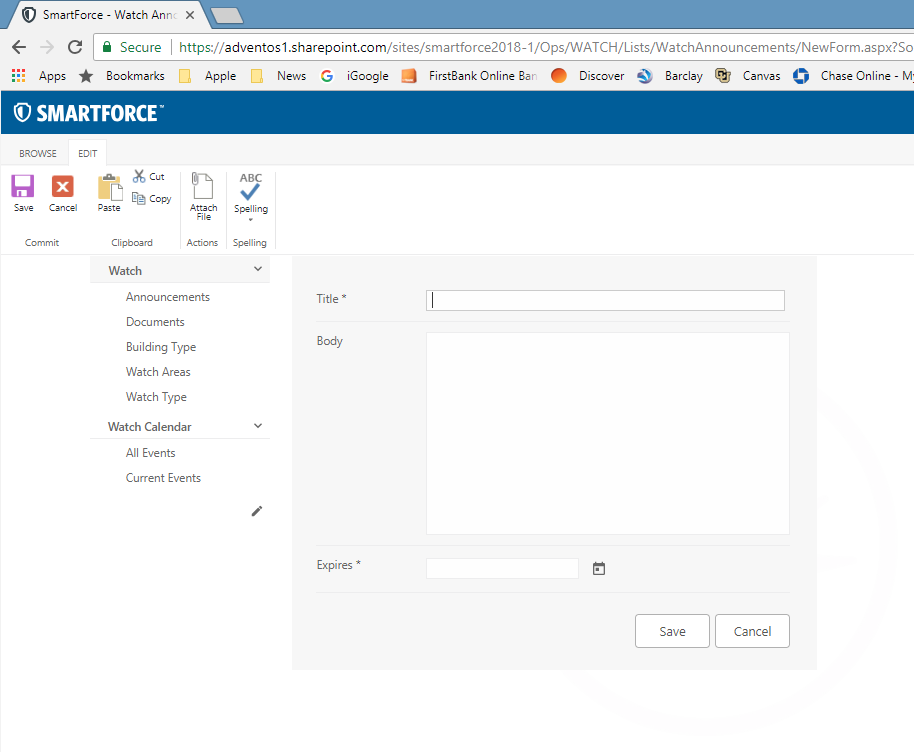 SmartForce - Watch Ann
Secure https://adventos1.sharepoint.com/sites/smartforce2018-1/Ops/WATCH/Lists/WatchAnnouncements/NewForm.aspx?So
Apps Bookmarks Apple News iGoogle FirstBank Online Ban Discover Barclay Canvas Chase Online - My
SMARTFORCE™
BROWSE EDIT
Save Cancel Paste Cut Copy Attach File ABC Spelling
Commit Clipboard Actions Spelling
Watch
Announcements
Documents
Building Type
Watch Areas
Watch Type
Watch Calendar
All Events
Current Events
Title *
Body
Expires *
Save Cancel